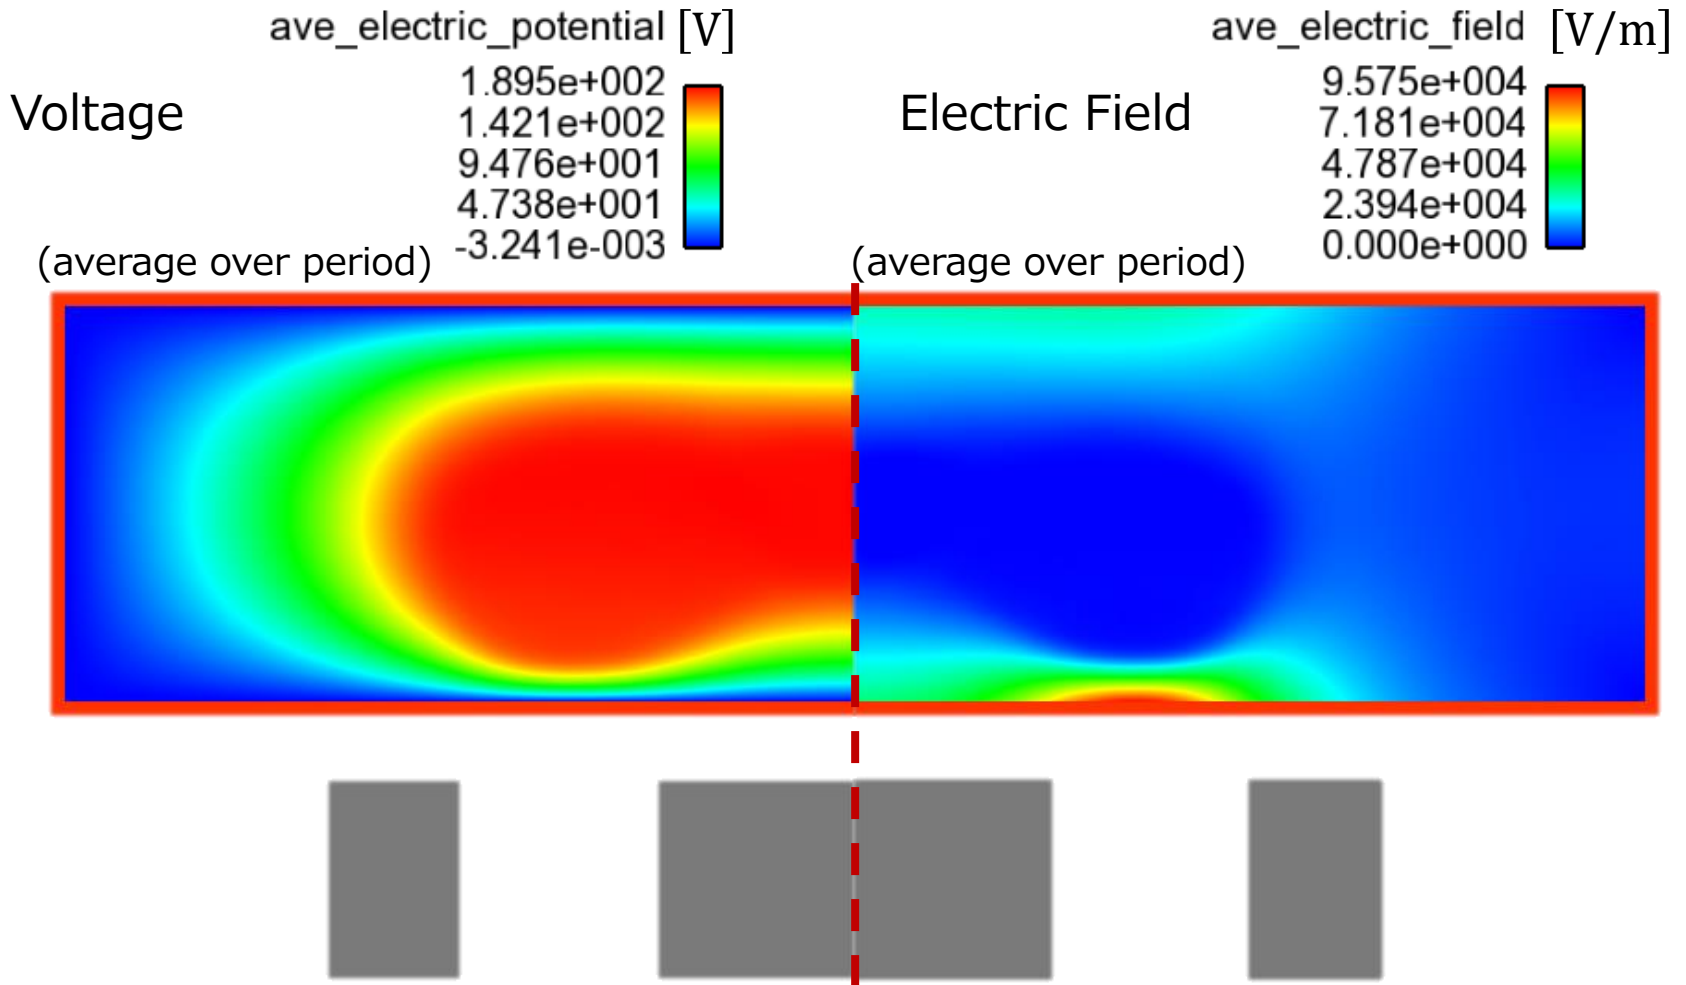 ave_electric_potential [V]
Voltage
1.895e+002
1.421e+002
9.476e+001
4.738e+001
-3.241e-003
(average over period)
ave_electric_field [V/m]
Electric Field
9.575e+004
7.181e+004
4.787e+004
2.394e+004
0.000e+000
(average over period)